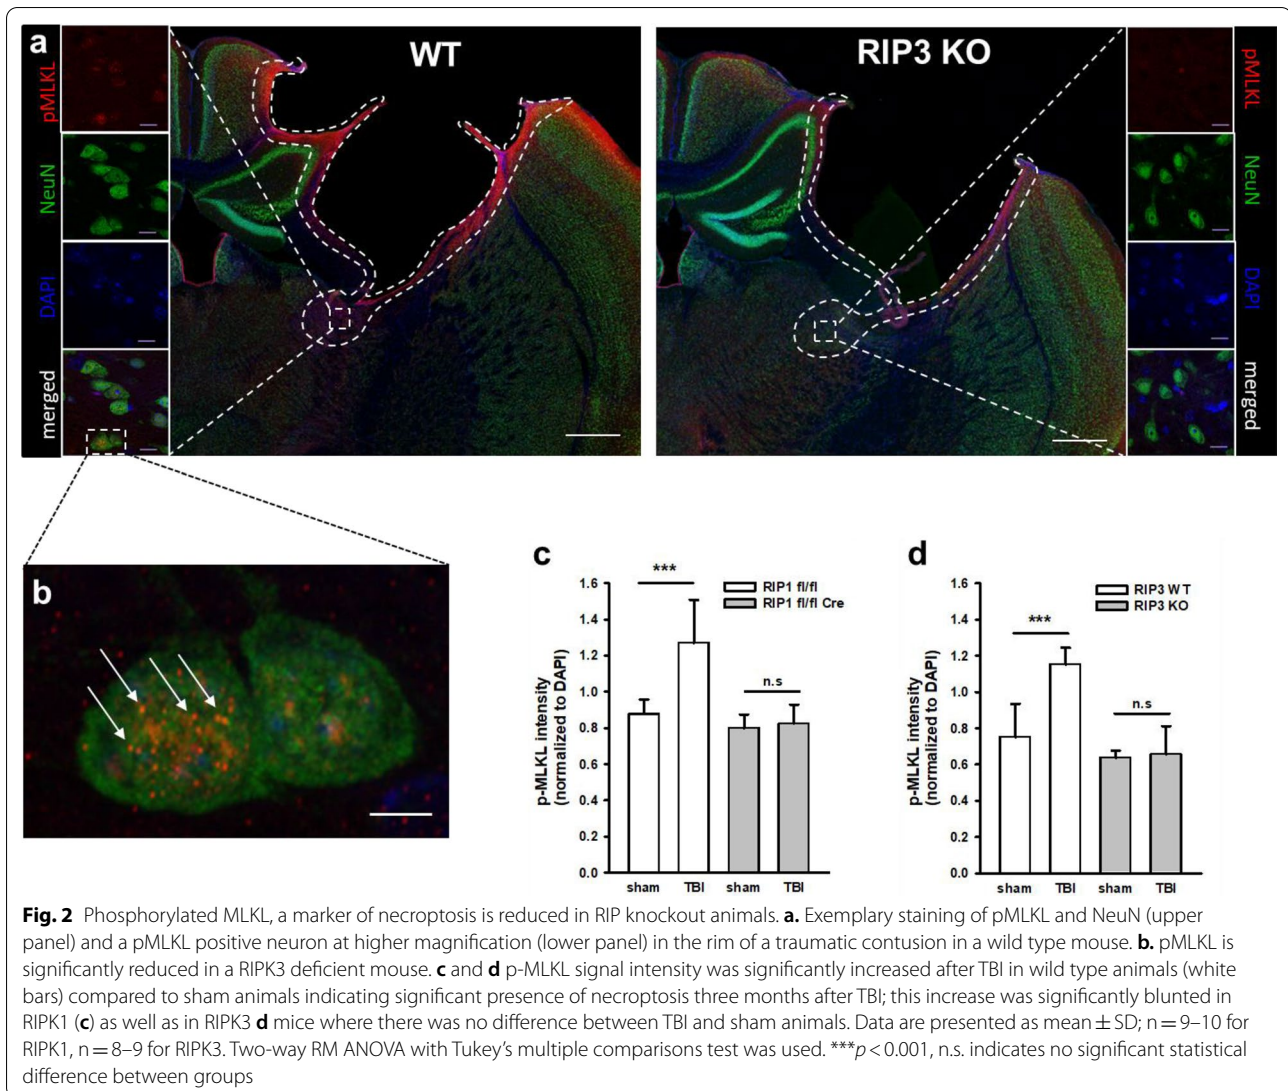 a
WT
RIP3 KO
pMLKL
NeuN
DAPI
merged
pMLKL
NeuN
DAPI
merged
b
c
RIP1 fl/fl
RIP1 fl/fl Cre
***
n.s
p-MLKL intensity
(normalized to DAPI)
1.6
1.4
1.2
1.0
0.8
0.6
0.4
0.2
0.0
sham TBI sham TBI
d
RIP3 WT
RIP3 KO
***
n.s
p-MLKL intensity
(normalized to DAPI)
1.6
1.4
1.2
1.0
0.8
0.6
0.4
0.2
0.0
sham TBI sham TBI
Fig. 2 Phosphorylated MLKL, a marker of necroptosis is reduced in RIP knockout animals. a. Exemplary staining of pMLKL and NeuN (upper
panel) and a pMLKL positive neuron at higher magnification (lower panel) in the rim of a traumatic contusion in a wild type mouse. b. pMLKL is
significantly reduced in a RIPK3 deficient mouse. c and d p-MLKL signal intensity was significantly increased after TBI in wild type animals (white
bars) compared to sham animals indicating significant presence of necroptosis three months after TBI; this increase was significantly blunted in
RIPK1 (c) as well as in RIPK3 d mice where there was no difference between TBI and sham animals. Data are presented as mean ± SD; n = 9–10 for
RIPK1, n = 8–9 for RIPK3. Two-way RM ANOVA with Tukey's multiple comparisons test was used. ***p < 0.001, n.s. indicates no significant statistical
difference between groups